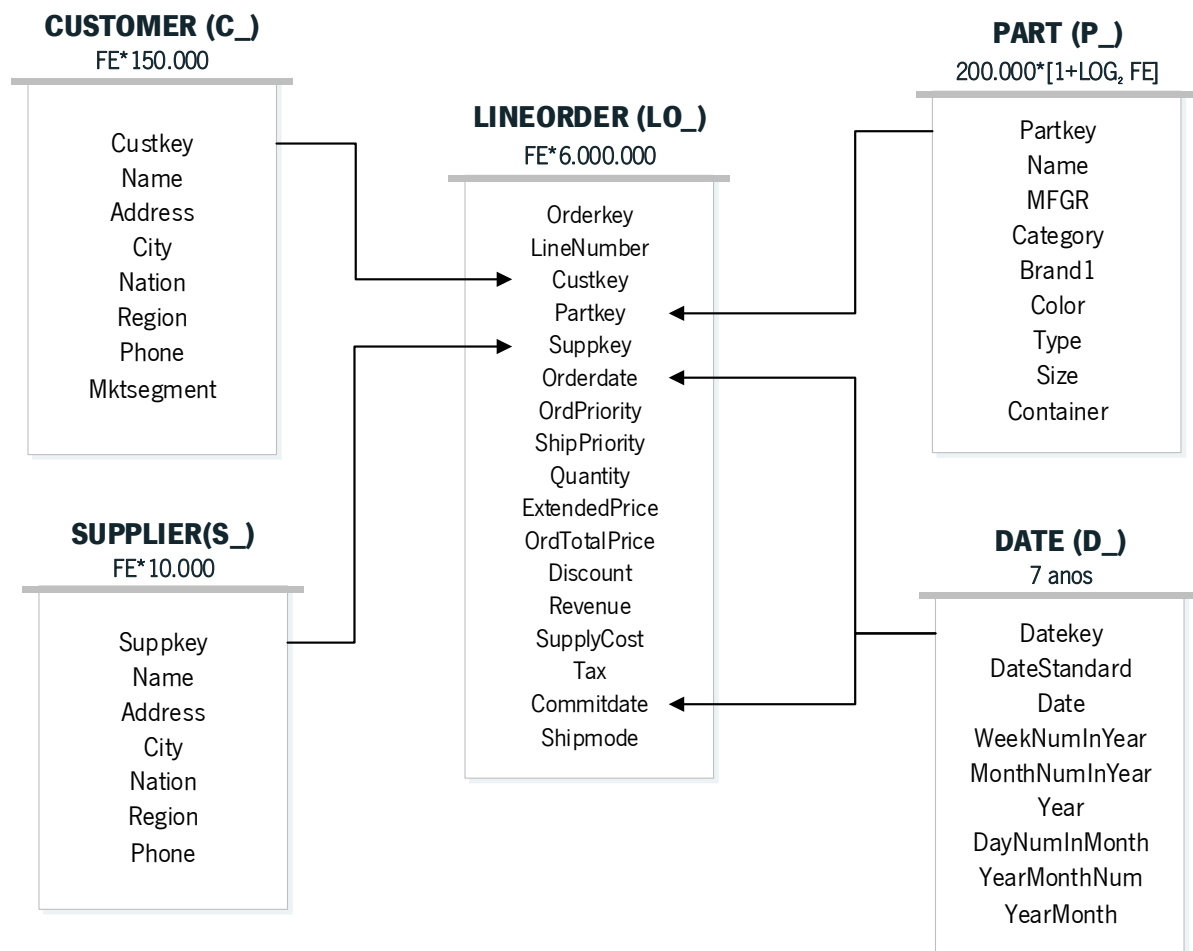 CUSTOMER (C_)
FE*150.000
Custkey
Name
Address
City
Nation
Region
Phone
Mktsegment
SUPPLIER(S_)
FE*10.000
Suppkey
Name
Address
City
Nation
Region
Phone
LINEORDER (LO_)
FE*6.000.000
Orderkey
LineNumber
Custkey
Partkey
Suppkey
Orderdate
OrdPriority
ShipPriority
Quantity
ExtendedPrice
OrdTotalPrice
Discount
Revenue
SupplyCost
Tax
Commitdate
Shipmode
PART (P_)
200.000*[1+LOG₂ FE]
Partkey
Name
MFGR
Category
Brand1
Color
Type
Size
Container
DATE (D_)
7 anos
Datekey
DateStandard
Date
WeekNumInYear
MonthNumInYear
Year
DayNumInMonth
YearMonthNum
YearMonth